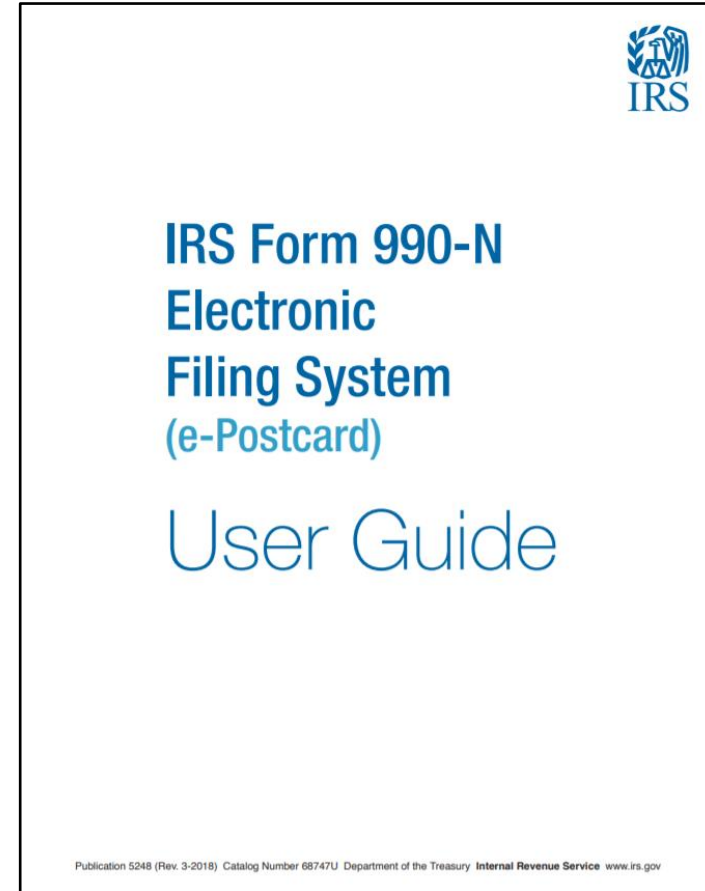 IRS
IRS Form 990-N
Electronic
Filing System
(e-Postcard)
User Guide
Publication 5248 (Rev. 3-2018) Catalog Number 68747U Department of the Treasury Internal Revenue Service www.irs.gov